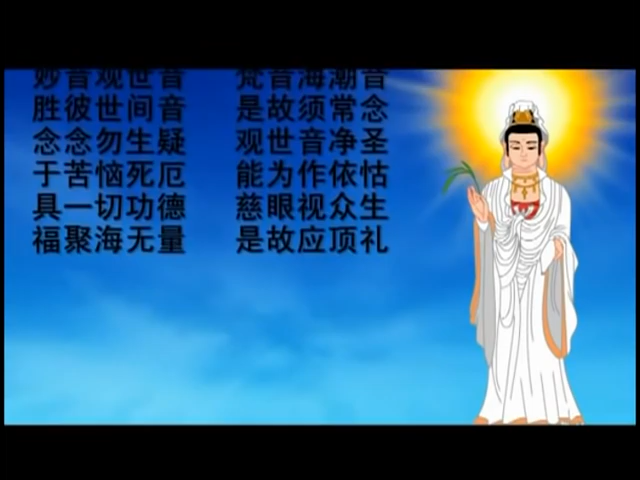 妙音观世音 梵音海潮音
胜彼世间音 是故须常念
念念勿生疑 观世音净圣
于苦恼死厄 能为作依怙
具一切功德 慈眼视众生
福聚海无量 是故应顶礼